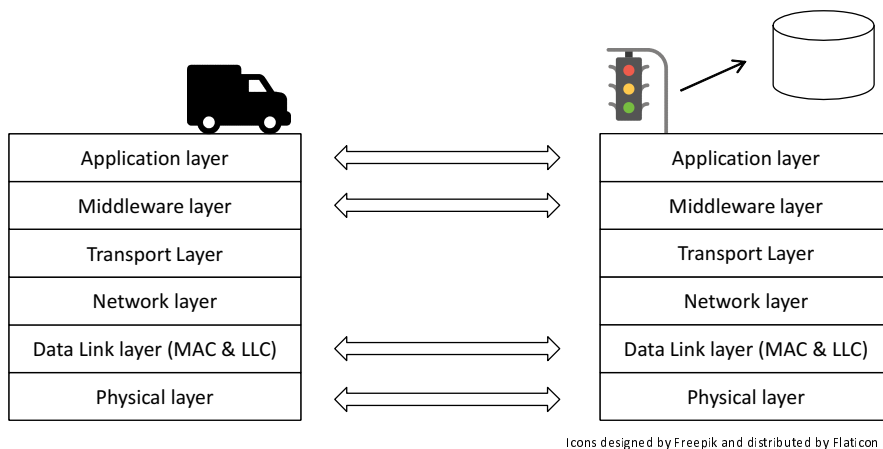 Application layer
Middleware layer
Transport Layer
Network layer
Data Link layer (MAC & LLC)
Physical layer
Application layer
Middleware layer
Transport Layer
Network layer
Data Link layer (MAC & LLC)
Physical layer
Icons designed by Freepik and distributed by Flaticon